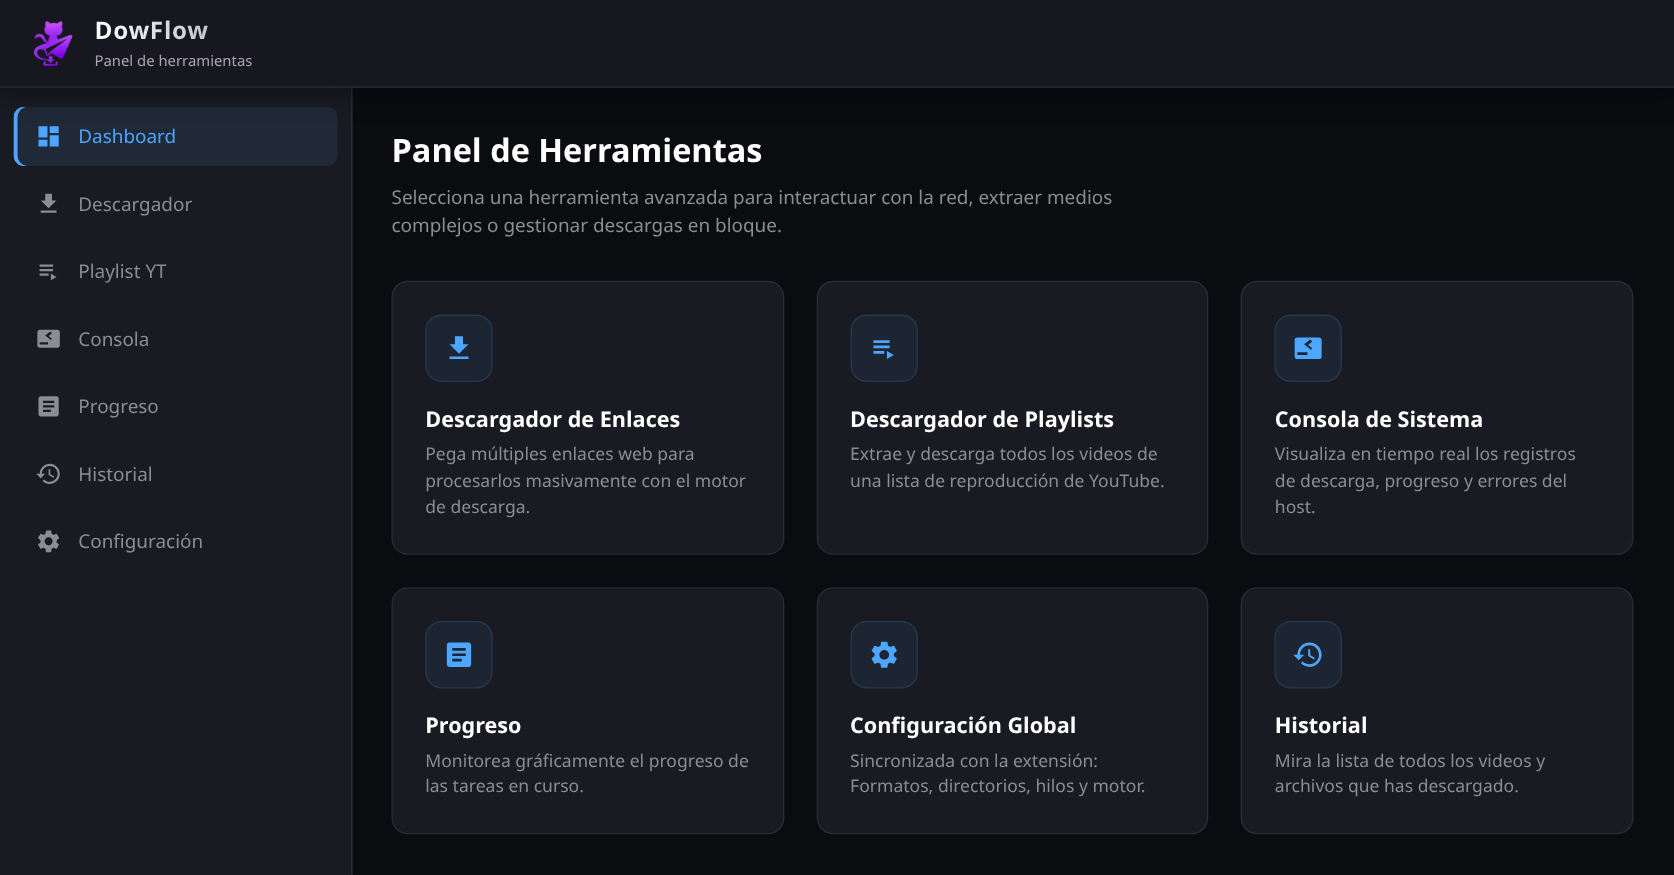 DowFlow
Panel de herramientas
Dashboard
Descargador
Playlist YT
Consola
Progreso
Historial
Configuración
Panel de Herramientas
Selecciona una herramienta avanzada para interactuar con la red, extraer medios
complejos o gestionar descargas en bloque.
Descargador de Enlaces
Pega múltiples enlaces web para
procesarlos masivamente con el motor
de descarga.
Descargador de Playlists
Extrae y descarga todos los videos de
una lista de reproducción de YouTube.
Consola de Sistema
Visualiza en tiempo real los registros
de descarga, progreso y errores del
host.
Progreso
Monitorea gráficamente el progreso de
las tareas en curso.
Configuración Global
Sincronizada con la extensión:
Formatos, directorios, hilos y motor.
Historial
Mira la lista de todos los videos y
archivos que has descargado.